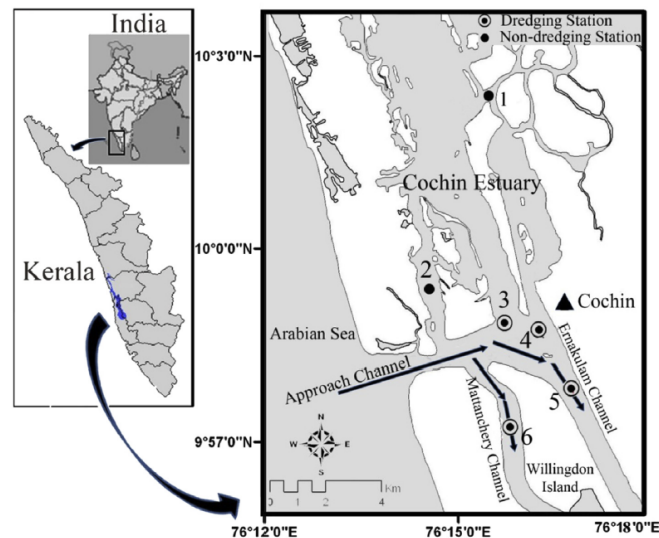 India
Kerala
Dredging Station
Non-dredging Station
10°3'0"N
1
Cochin Estuary
10°0'0"N
2
3
Cochin
4
Arabian Sea
Approach Channel
Ernakulam Channel
5
Mattanchery Channel
6
9°57'0"N
N
W E
S
Willingdon
Island
Km
0 1 2 4
76°12'0"E 76°15'0"E 76°18'0"E